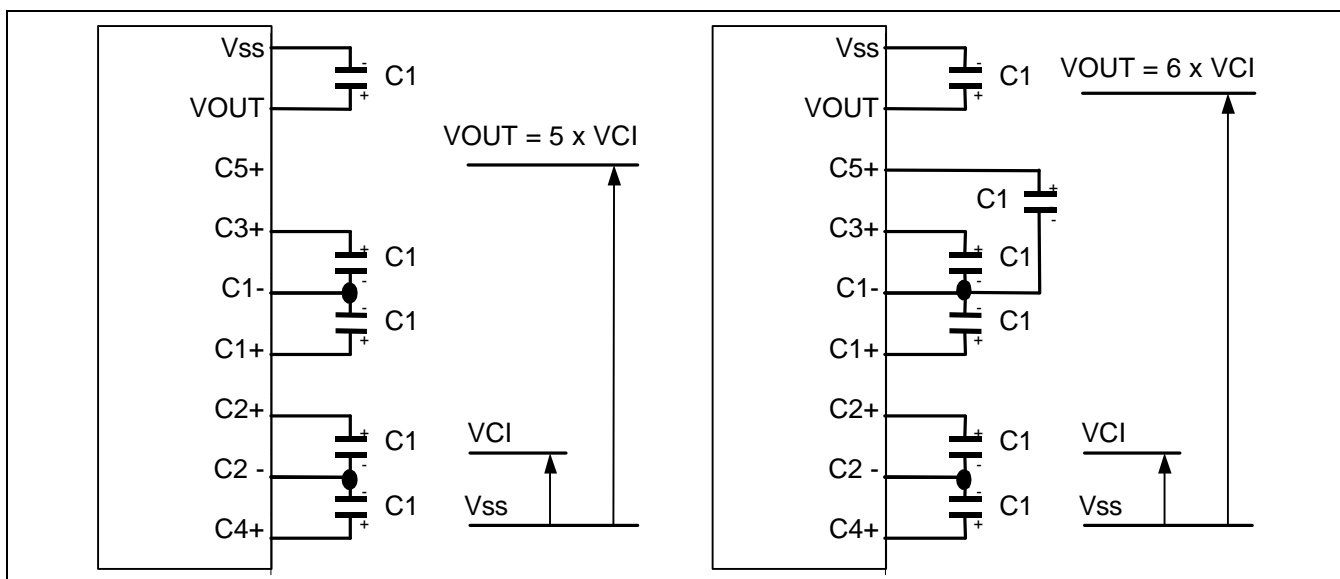 Vss
C1
VOUT
VOUT = 5 x VCI
C5+
C3+
C1
C1-
C1
C1+
C2+
C1
C2 -
C1
C4+
VCI
Vss
Vss
C1
VOUT
VOUT = 6 x VCI
C5+
C1
C3+
C1
C1-
C1
C1+
C2+
C1
C2 -
C1
C4+
VCI
Vss